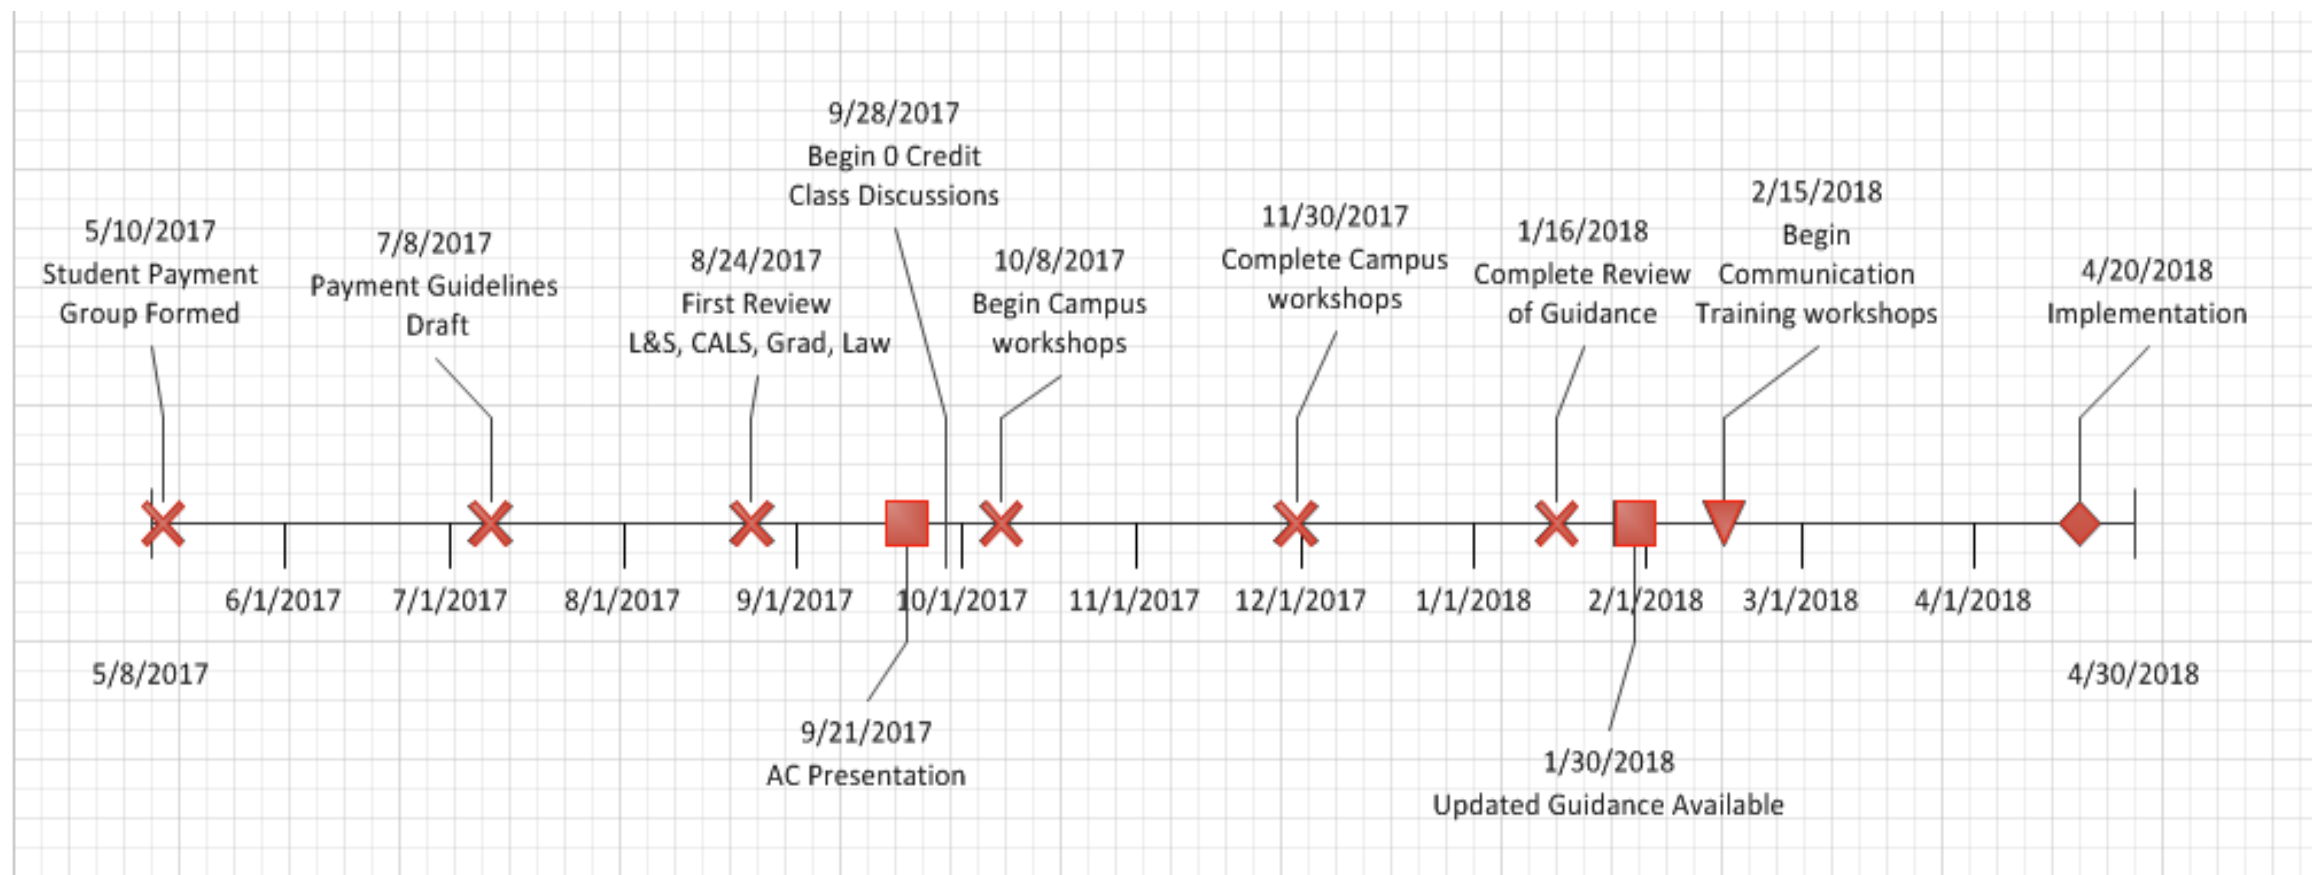 9/28/2017
Begin 0 Credit
Class Discussions
5/10/2017
Student Payment
Group Formed
7/8/2017
Payment Guidelines
Draft
8/24/2017
First Review
L&S, CALS, Grad, Law
10/8/2017
Begin Campus
workshops
11/30/2017
Complete Campus
workshops
1/16/2018
Complete Review
of Guidance
2/15/2018
Begin
Communication
Training workshops
4/20/2018
Implementation
6/1/2017
7/1/2017
8/1/2017
9/1/2017
10/1/2017
11/1/2017
12/1/2017
1/1/2018
2/1/2018
3/1/2018
4/1/2018
5/8/2017
4/30/2018
9/21/2017
AC Presentation
1/30/2018
Updated Guidance Available